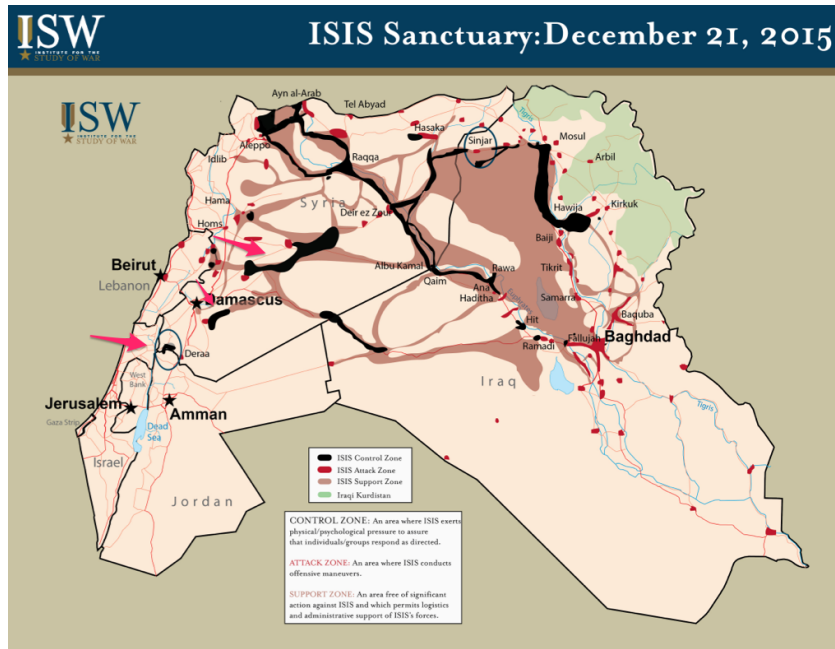 ISW
INSTITUTE FOR THE
STUDY OF WAR
ISIS Sanctuary:December 21, 2015
ISW
INSTITUTE FOR THE
STUDY OF WAR
Ayn al-Arab
Tel Abyad
Tigris
Aleppo
Hasaka
Sinjar
Mosul
Idlib
Raqqa
Arbil
Hama
Syria
Deir ez Zour
Hawija
Kirkuk
Homs
Baiji
Beirut
Albu Kamal
Rawa
Tikrit
Lebanon
Qaim
Ana
Damascus
Haditha
Euphrates
Samarra
Hit
Baquba
Deraa
Ramadi
Fallujah
Baghdad
West
Bank
Iraq
Jerusalem
Amman
Tigris
Gaza Strip
Dead
Sea
Israel
Jordan
ISIS Control Zone
ISIS Attack Zone
ISIS Support Zone
Iraqi Kurdistan
CONTROL ZONE: An area where ISIS exerts
physical/psychological pressure to assure
that individuals/groups respond as directed.
ATTACK ZONE: An area where ISIS conducts
offensive maneuvers.
SUPPORT ZONE: An area free of significant
action against ISIS and which permits logistics
and administrative support of ISIS's forces.